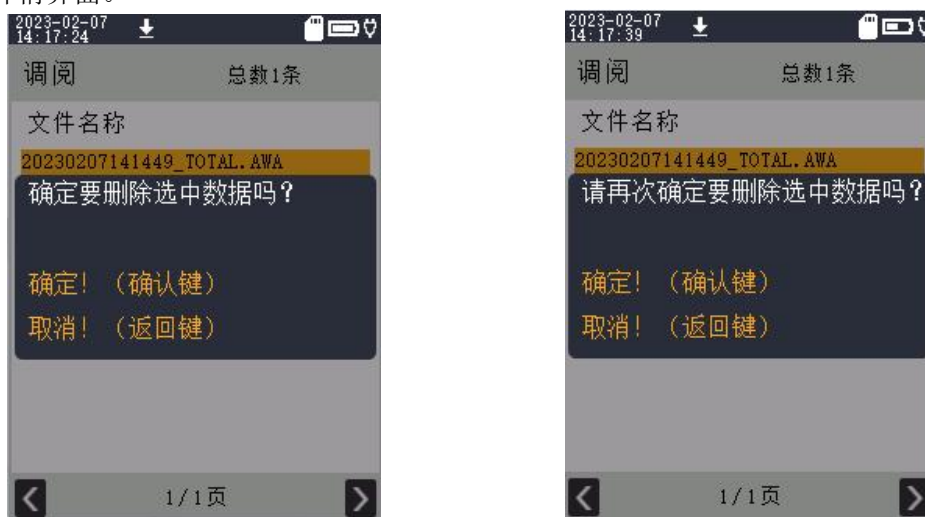 2023-02-07
14:17:24
调阅 总数1条
文件名称
20230207141449_TOTAL.AWA
确定要删除选中数据吗?
确定!(确认键)
取消!(返回键)
1/1页
2023-02-07
14:17:39
调阅 总数1条
文件名称
20230207141449_TOTAL.AWA
请再次确定要删除选中数据吗?
确定!(确认键)
取消!(返回键)
1/1页